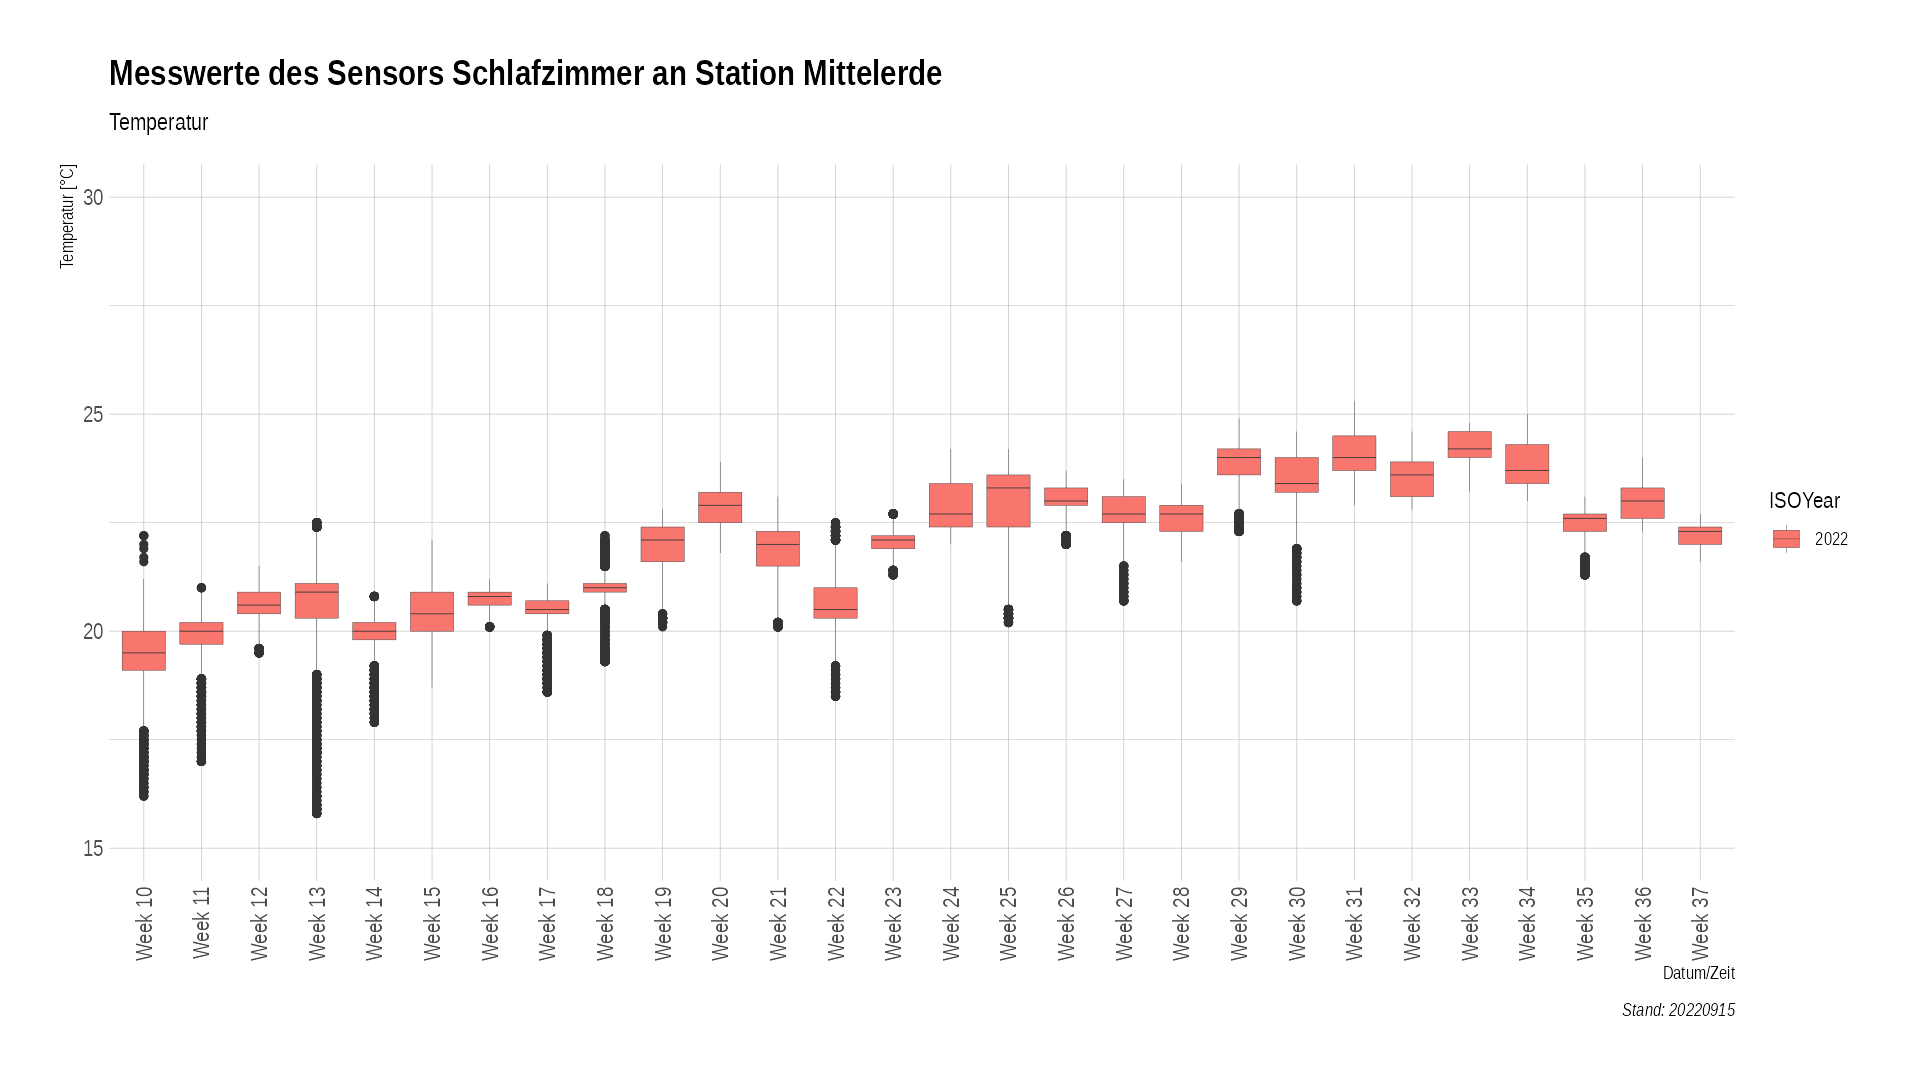 Messwerte des Sensors Schlafzimmer an Station Mittelerde
Temperatur
Temperatur [°C]
30
25
20
15
Week 10
Week 11
Week 12
Week 13
Week 14
Week 15
Week 16
Week 17
Week 18
Week 19
Week 20
Week 21
Week 22
Week 23
Week 24
Week 25
Week 26
Week 27
Week 28
Week 29
Week 30
Week 31
Week 32
Week 33
Week 34
Week 35
Week 36
Week 37
Datum/Zeit
ISOYear
2022
Stand: 20220915